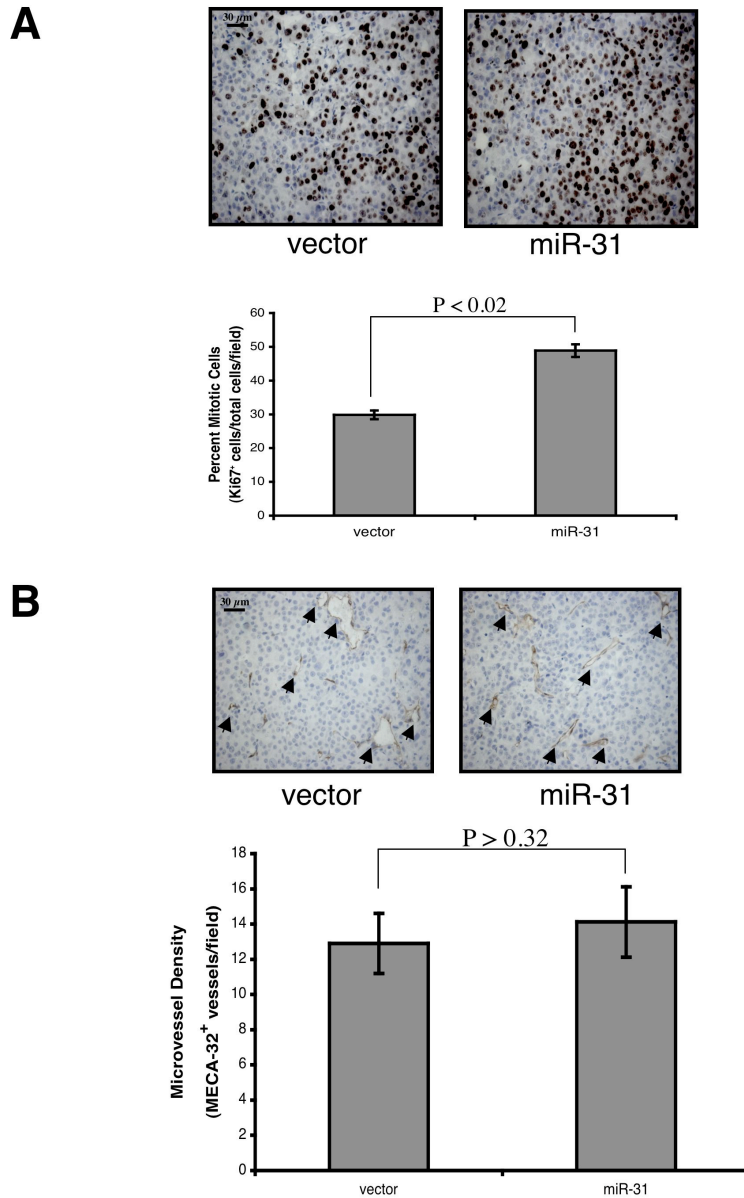 A
30 µm
vector
miR-31
P < 0.02
Percent Mitotic Cells
(Ki67+ cells/total cells/field)
60
50
40
30
20
10
0
vector
miR-31
B
30 µm
vector
miR-31
P > 0.32
Microvessel Density
(MECA-32+ vessels/field)
18
16
14
12
10
8
6
4
2
0
vector
miR-31